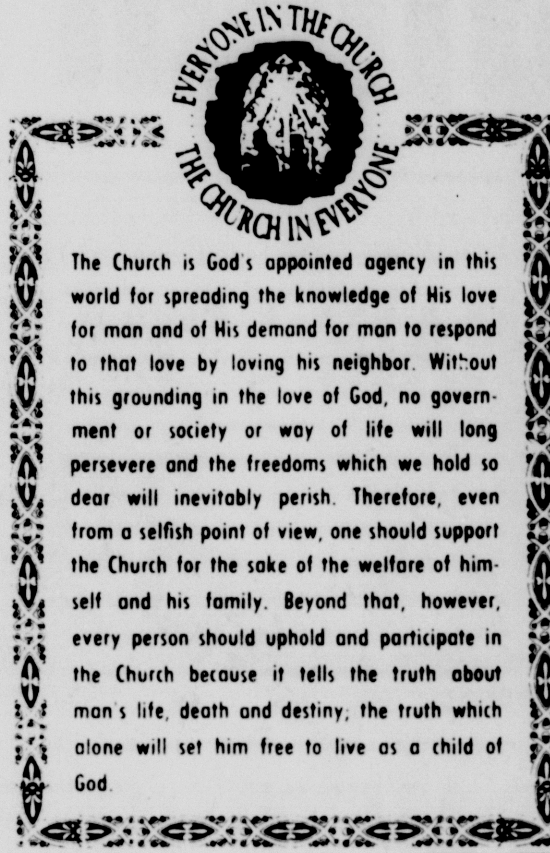 EVERYONE IN THE CHURCH
THE CHURCH IN EVERYONE
The Church is God's appointed agency in this
world for spreading the knowledge of His love
for man and of His demand for man to respond
to that love by loving his neighbor. Without
this grounding in the love of God, no govern-
ment or society or way of life will long
persevere and the freedoms which we hold so
dear will inevitably perish. Therefore, even
from a selfish point of view, one should support
the Church for the sake of the welfare of him-
self and his family. Beyond that, however,
every person should uphold and participate in
the Church because it tells the truth about
man's life, death and destiny; the truth which
alone will set him free to live as a child of
God.